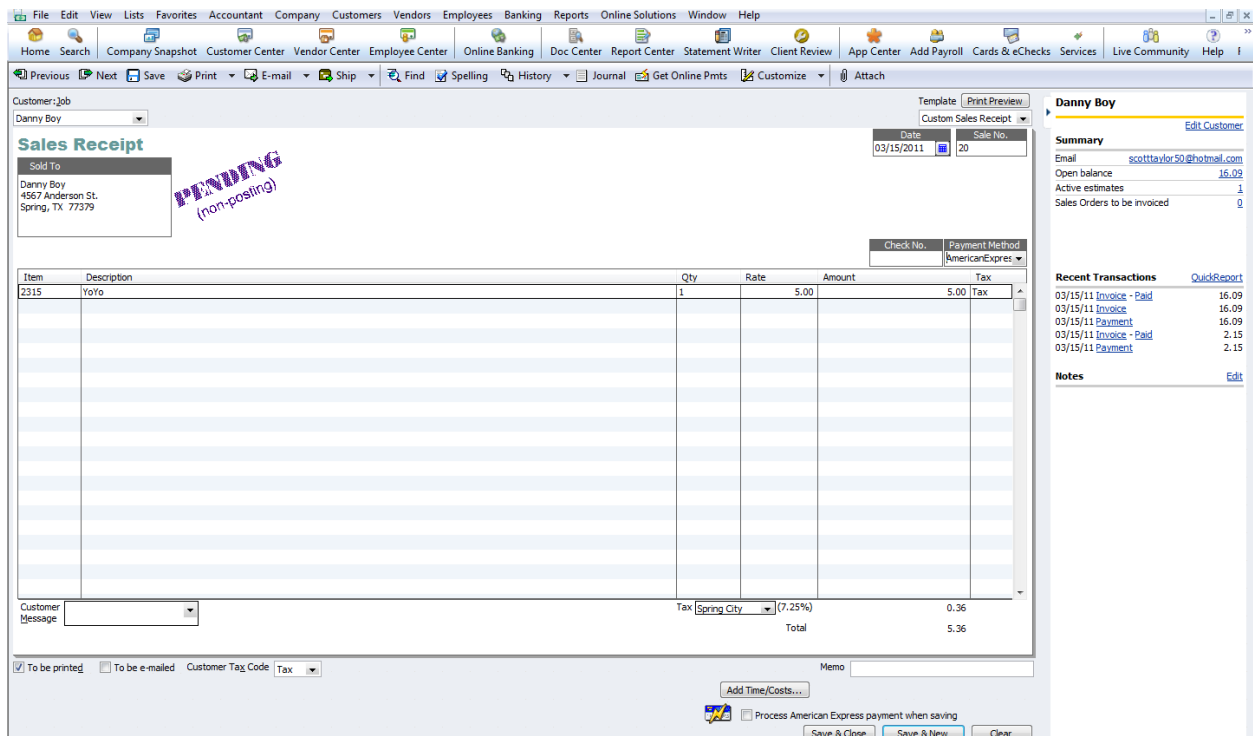 File Edit View Lists Favorites Accountant Company Customers Vendors Employees Banking Reports Online Solutions Window Help
Home Search Company Snapshot Customer Center Vendor Center Employee Center Online Banking Doc Center Report Center Statement Writer Client Review App Center Add Payroll Cards & eChecks Services Live Community Help
Previous Next Save Print E-mail Ship Find Spelling History Journal Get Online Pmts Customize Attach
Customer:Job Template Print Preview
Danny Boy Custom Sales Receipt
Sales Receipt Date Sale No.
03/15/2011 20
Sold To
Danny Boy
4567 Anderson St.
Spring, TX 77379
PENDING
(non-posting)
Check No. Payment Method
AmericanExpres
Item Description Qty Rate Amount Tax
2315 YoYo 1 5.00 5.00 Tax
Customer Message Tax Spring City (7.25%) 0.36
Total 5.36
To be printed To be e-mailed Customer Tax Code Tax Memo
Add Time/Costs...
Process American Express payment when saving
Save & Close Save & New Clear
Danny Boy
Edit Customer
Summary
Email scotttaylor50@hotmail.com
Open balance 16.09
Active estimates 1
Sales Orders to be invoiced 0
Recent Transactions QuickReport
03/15/11 Invoice - Paid 16.09
03/15/11 Invoice 16.09
03/15/11 Payment 16.09
03/15/11 Invoice - Paid 2.15
03/15/11 Payment 2.15
Notes Edit